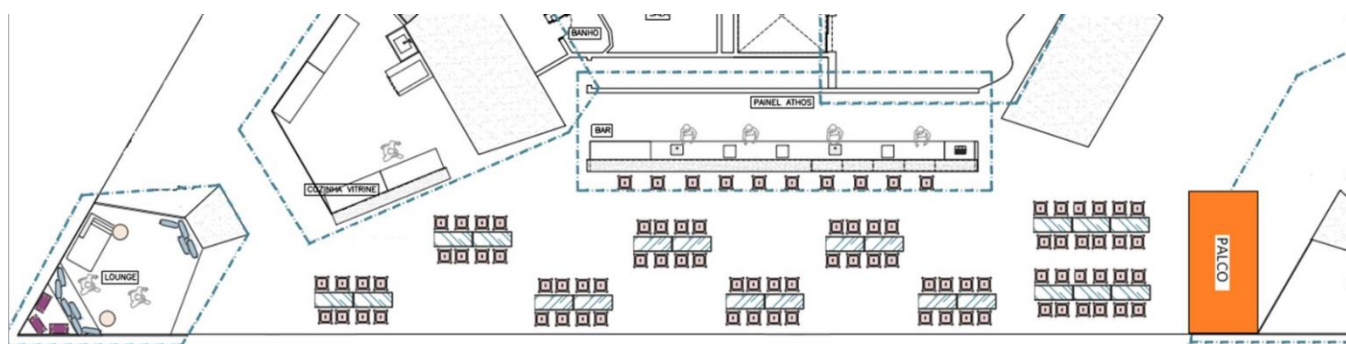 BANHO
PAINEL ATHOS
BAR
COZINHA VITRINE
LOUNGE
PALCO